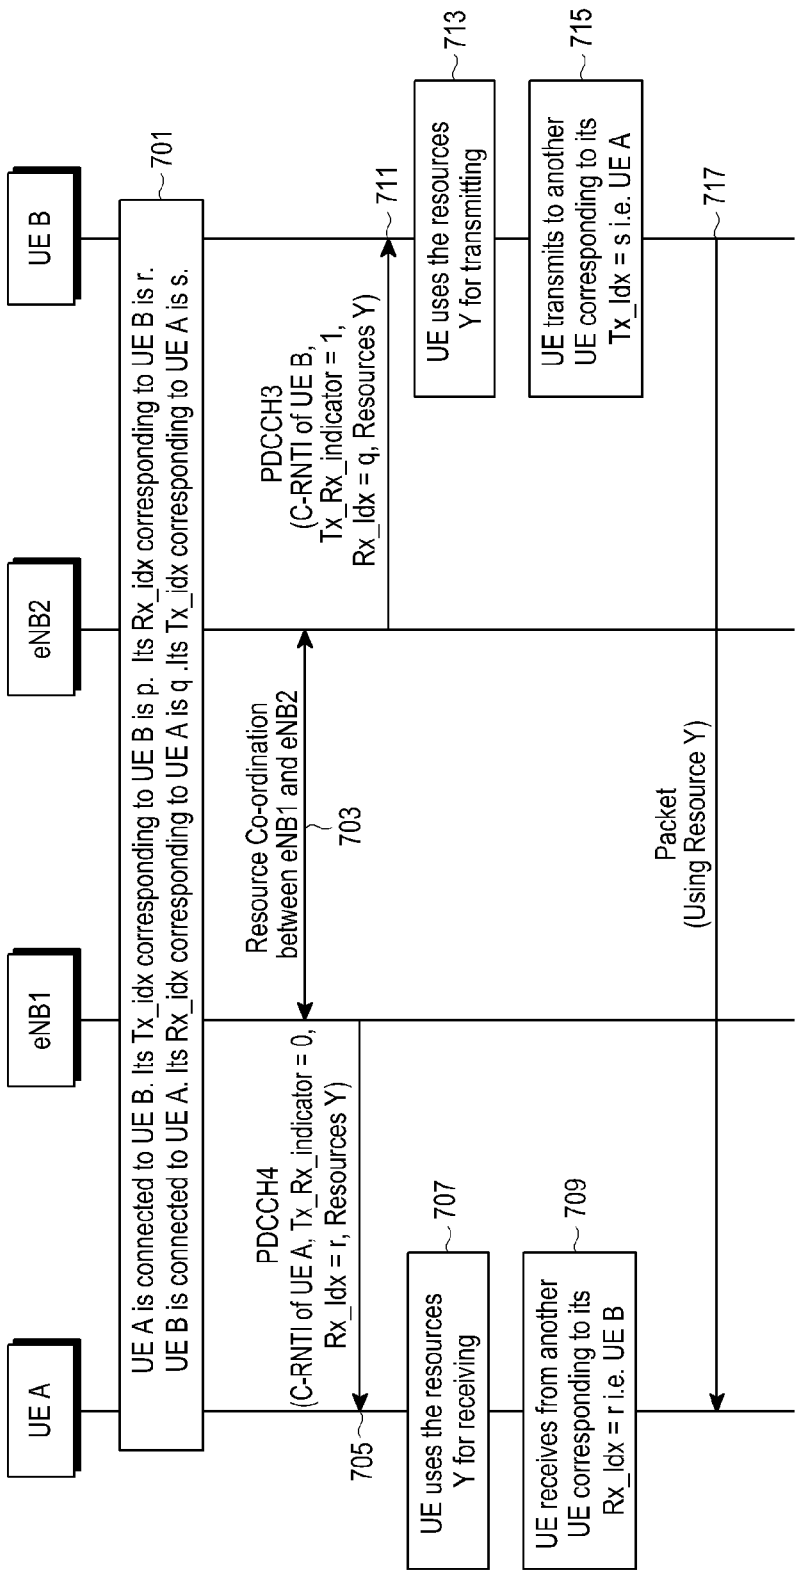 UE A
eNB1
eNB2
UE B
701
UE A is connected to UE B. Its Tx_idx corresponding to UE B is p. Its Rx_idx corresponding to UE B is r.
UE B is connected to UE A. Its Rx_idx corresponding to UE A is q .Its Tx_idx corresponding to UE A is s.
Resource Co-ordination
between eNB1 and eNB2
703
PDCCH4
(C-RNTI of UE A, Tx_Rx_indicator = 0,
Rx_Idx = r, Resources Y)
705
PDCCH3
(C-RNTI of UE B,
Tx_Rx_indicator = 1,
Rx_Idx = q, Resources Y)
711
UE uses the resources
Y for receiving
707
UE uses the resources
Y for transmitting
713
UE receives from another
UE corresponding to its
Rx_Idx = r i.e. UE B
709
UE transmits to another
UE corresponding to its
Tx_Idx = s i.e. UE A
715
Packet
(Using Resource Y)
717